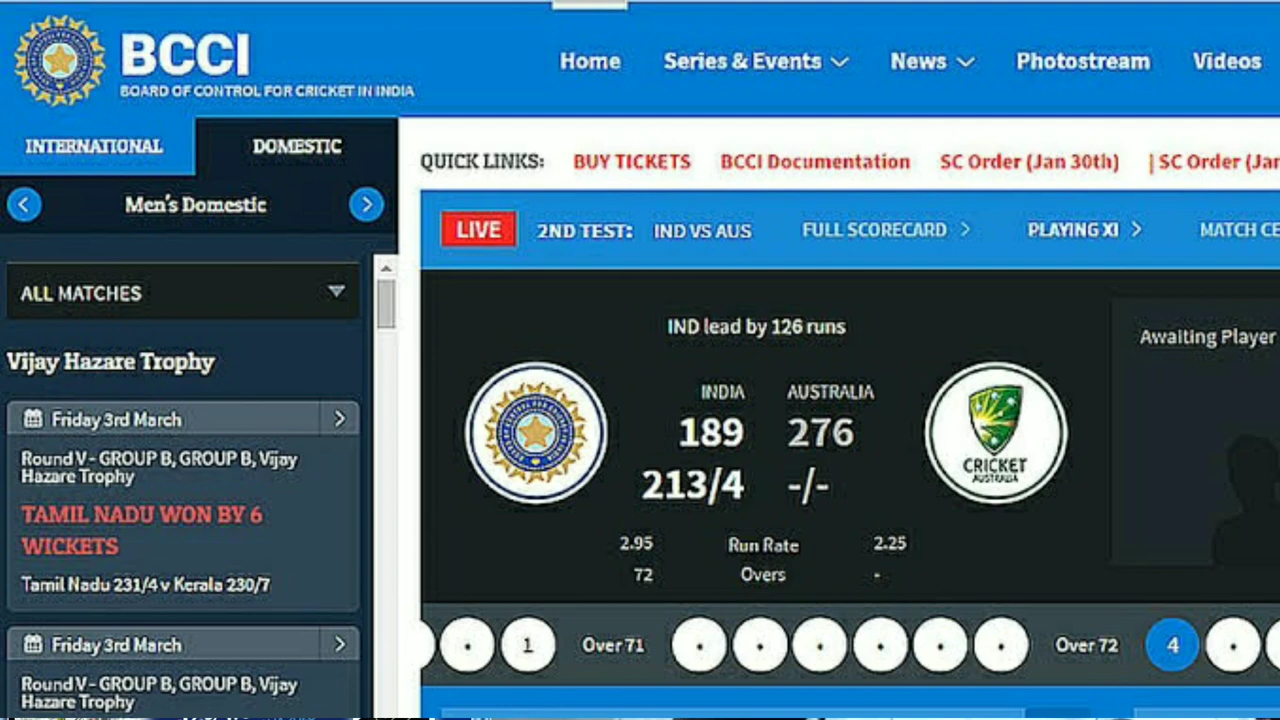 BCCI
BOARD OF CONTROL FOR CRICKET IN INDIA
Home Series & Events News Photostream Videos
INTERNATIONAL DOMESTIC
Men's Domestic
ALL MATCHES
Vijay Hazare Trophy
Friday 3rd March
Round V - GROUP B, GROUP B, Vijay
Hazare Trophy
TAMIL NADU WON BY 6
WICKETS
Tamil Nadu 231/4 v Kerala 230/7
Friday 3rd March
Round V - GROUP B, GROUP B, Vijay
Hazare Trophy
QUICK LINKS: BUY TICKETS BCCI Documentation SC Order (Jan 30th) | SC Order (Jan
LIVE 2ND TEST: IND VS AUS FULL SCORECARD PLAYING XI MATCH CE
IND lead by 126 runs
Awaiting Player
INDIA AUSTRALIA
189 276
213/4 -/-
CRICKET
AUSTRALIA
2.95 Run Rate 2.25
72 Overs -
• 1 Over 71 • • • • • • Over 72 4 •